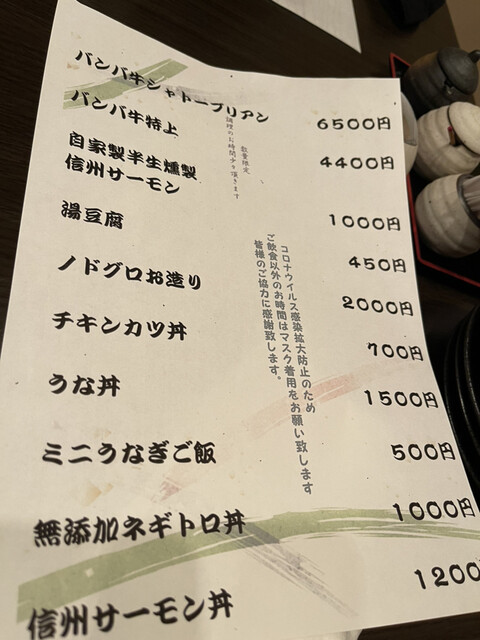 バンバ牛シャトーブリアン
6500円
数量限定
調理のお時間少々頂きます
バンバ牛特上
4400円
自家製半生燻製
信州サーモン
1000円
湯豆腐
450円
ノドグロお造り
2000円
チキンカツ丼
700円
うな丼
1500円
ミニうなぎご飯
500円
無添加ネギトロ丼
1000円
信州サーモン丼
1200
コロナウイルス感染拡大防止のため
ご飲食以外のお時間はマスク着用をお願い致します
皆様のご協力に感謝致します。